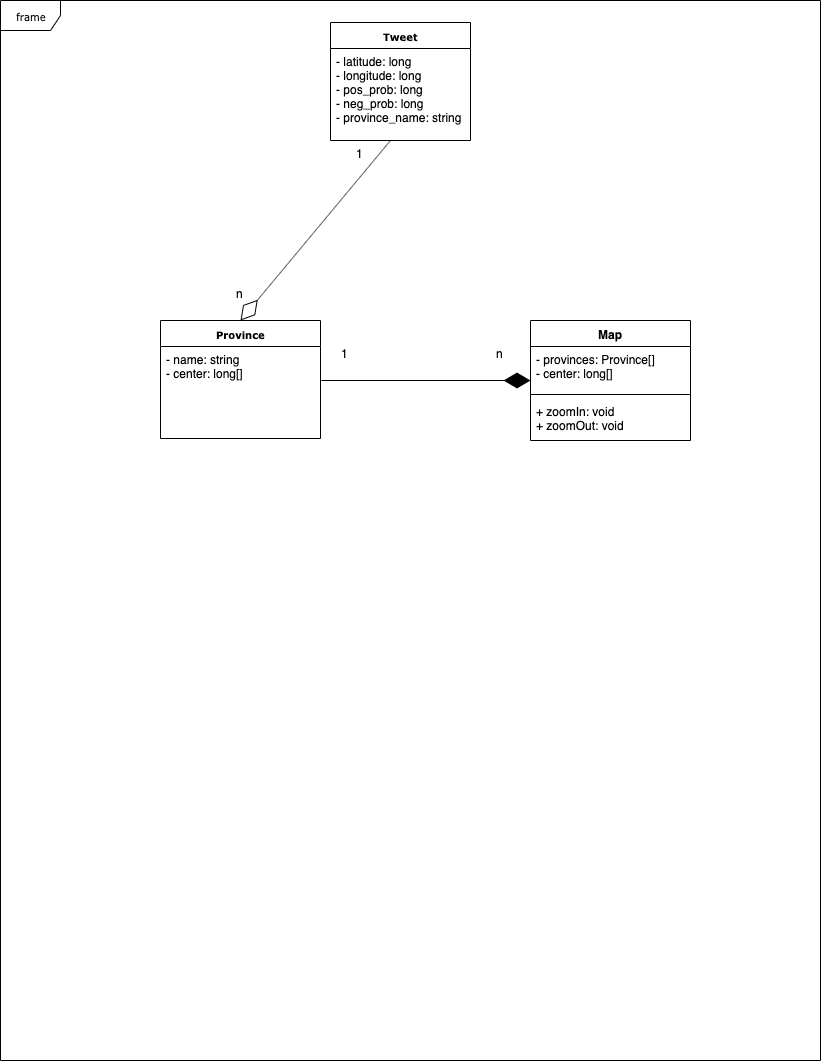 frame
Tweet
- latitude: long
- longitude: long
- pos_prob: long
- neg_prob: long
- province_name: string
1
n
Province
- name: string
- center: long[]
1
n
Map
- provinces: Province[]
- center: long[]
+ zoomIn: void
+ zoomOut: void